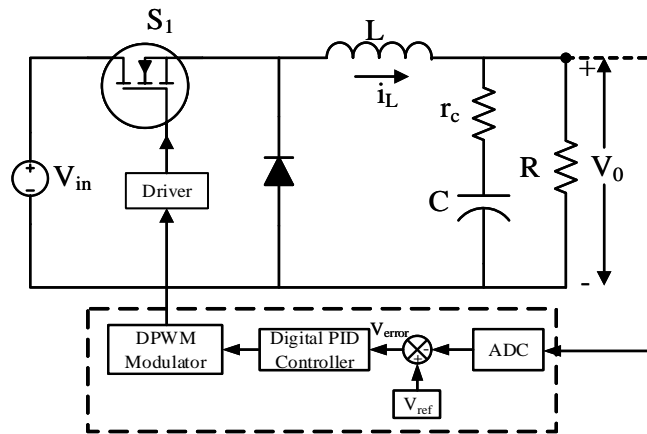 S1
L
+
iL
rc
+
-
Vin
Driver
C
R
V0
-
DPWM
Modulator
Digital PID
Controller
Verror
-
+
ADC
Vref